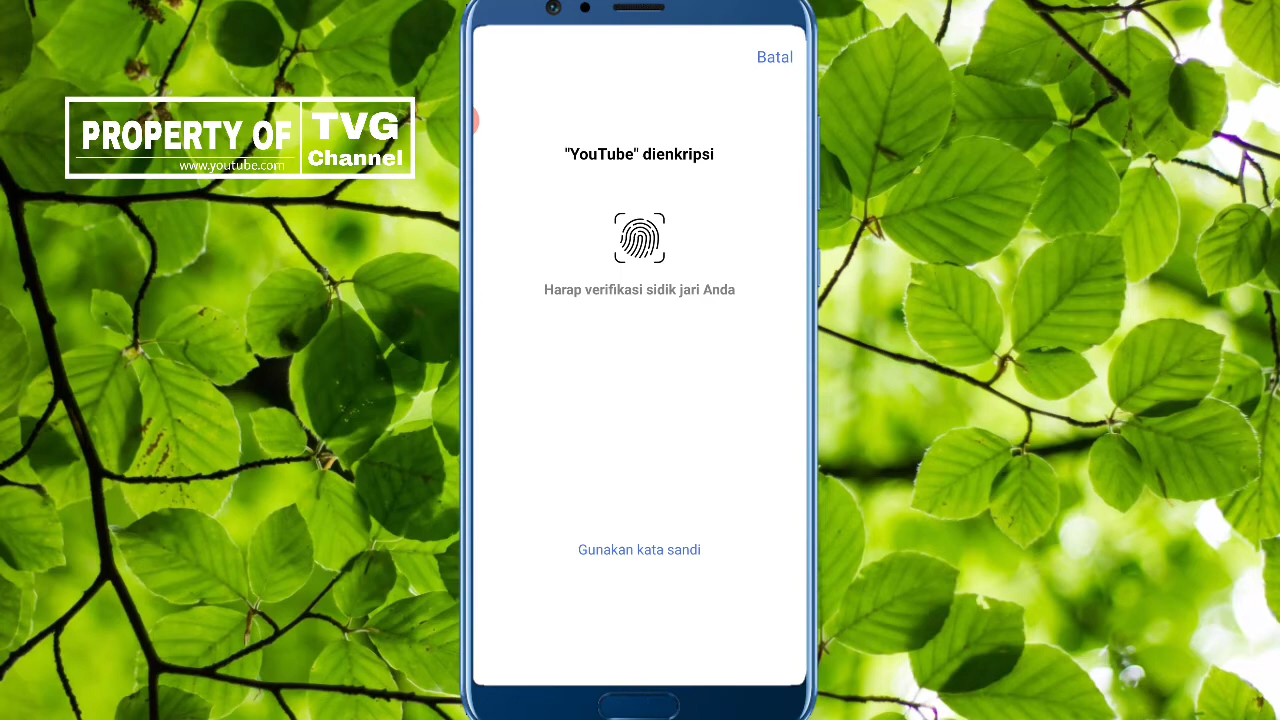 PROPERTY OF
www.youtube.com
TVG
Channel
Batal
"YouTube" dienkripsi
Harap verifikasi sidik jari Anda
Gunakan kata sandi